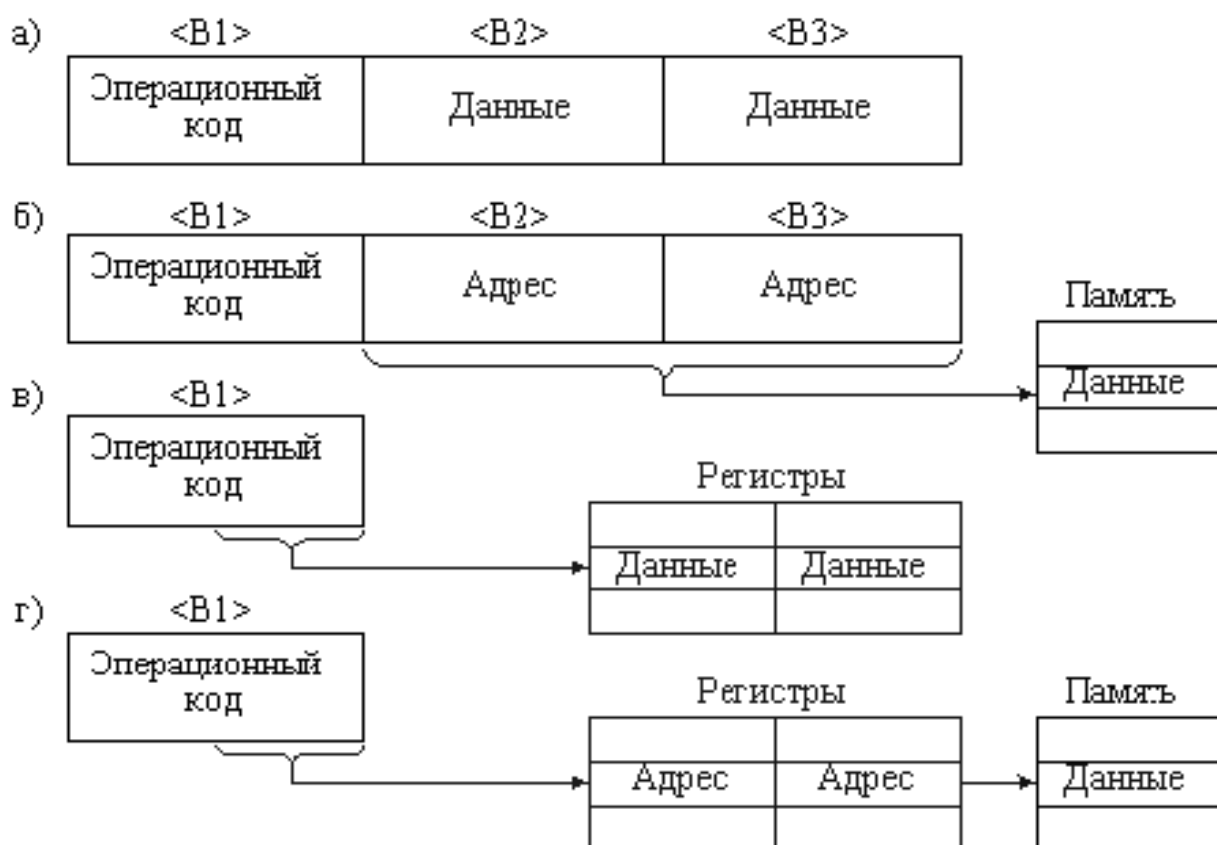 а) <B1> <B2> <B3>
Операционный код Данные Данные
б) <B1> <B2> <B3>
Операционный код Адрес Адрес
Память
Данные
в) <B1>
Операционный код
Регистры
Данные Данные
г) <B1>
Операционный код
Регистры Память
Адрес Адрес Данные